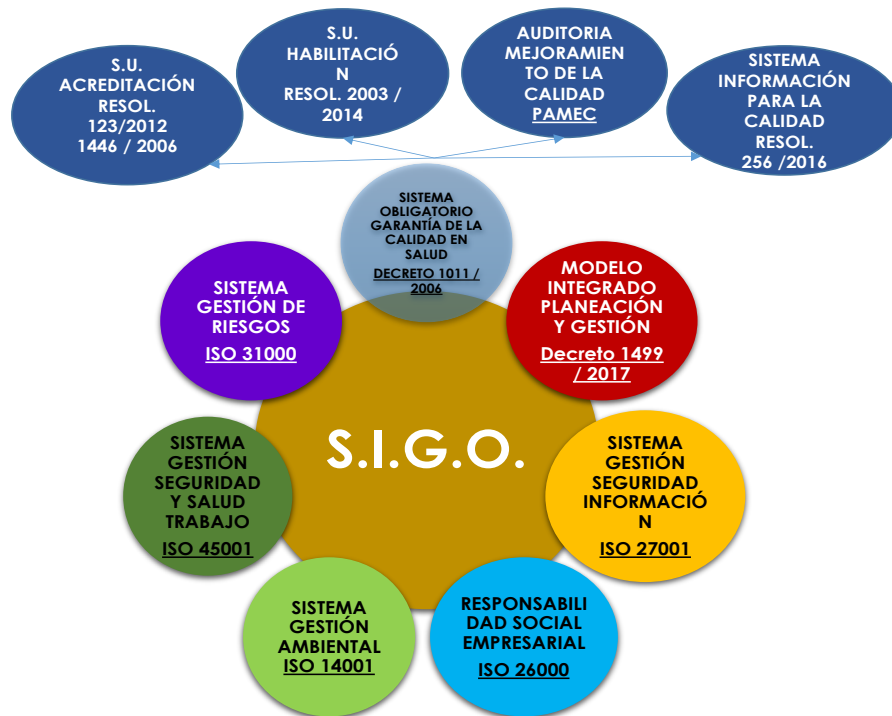 S.U.
ACREDITACIÓN
RESOL.
123/2012
1446 / 2006
S.U.
HABILITACIÓ
N
RESOL. 2003 /
2014
AUDITORIA
MEJORAMIEN
TO DE LA
CALIDAD
PAMEC
SISTEMA
INFORMACIÓN
PARA LA
CALIDAD
RESOL.
256 /2016
SISTEMA
OBLIGATORIO
GARANTÍA DE LA
CALIDAD EN
SALUD
DECRETO 1011 /
2006
SISTEMA
GESTIÓN DE
RIESGOS
ISO 31000
MODELO
INTEGRADO
PLANEACIÓN
Y GESTIÓN
Decreto 1499
/ 2017
S.I.G.O.
SISTEMA
GESTIÓN
SEGURIDAD
Y SALUD
TRABAJO
ISO 45001
SISTEMA
GESTIÓN
SEGURIDAD
INFORMACIÓ
N
ISO 27001
SISTEMA
GESTIÓN
AMBIENTAL
ISO 14001
RESPONSABILI
DAD SOCIAL
EMPRESARIAL
ISO 26000